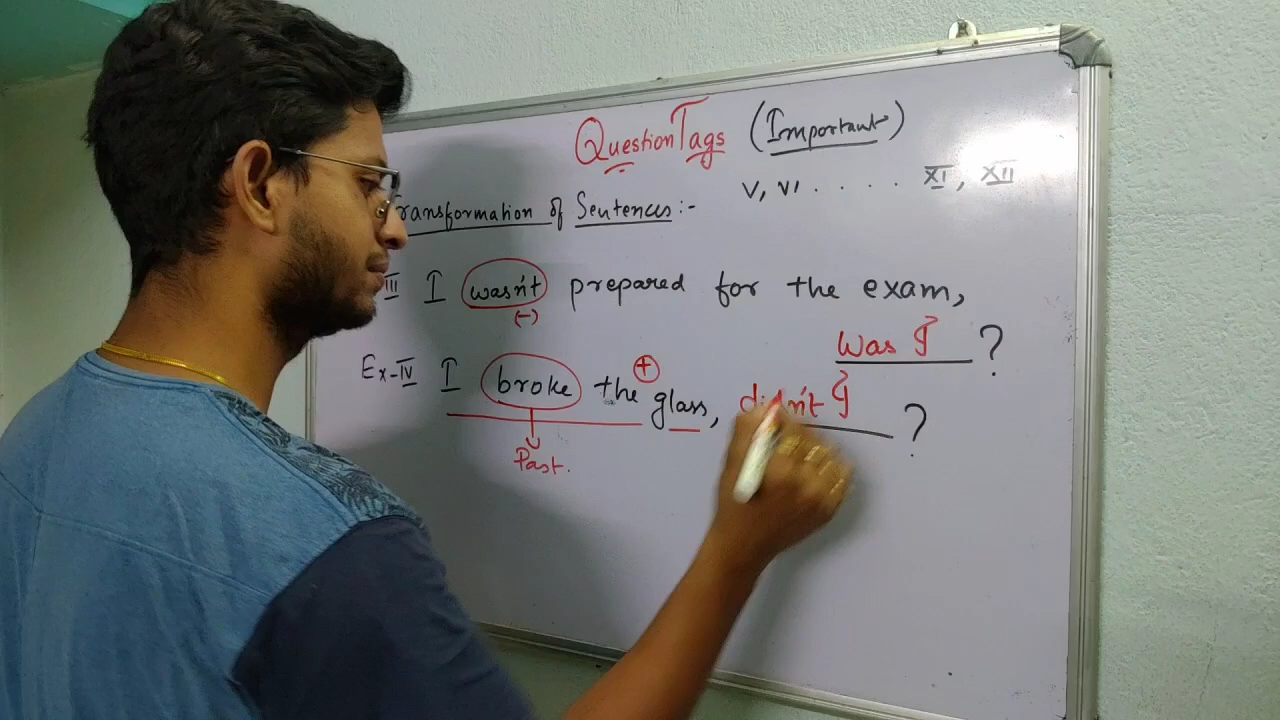 Question Tags (Important)
V, VI . . . . . XI, XII
ransformation of Sentences:-
III I wasn't prepared for the exam,
(-)
was I ?
Ex-IV I broke the glass, didn't I ?
+
Past.